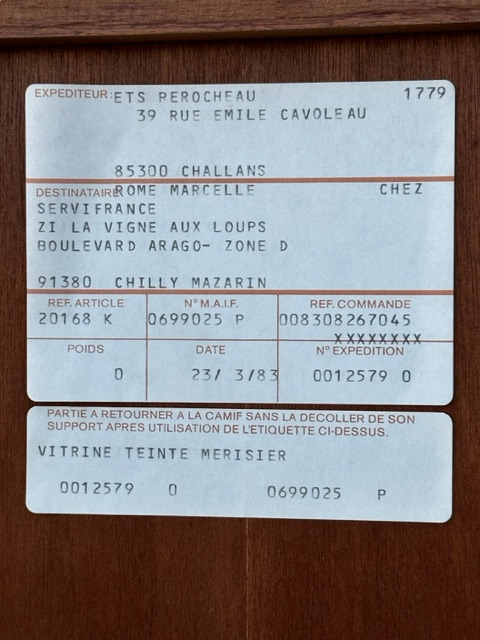 EXPEDITEUR: ETS PEROCHEAU 1779
39 RUE EMILE CAVOLEAU
85300 CHALLANS
DESTINATAIRE ROME MARCELLE CHEZ
SERVIFRANCE
ZI LA VIGNE AUX LOUPS
BOULEVARD ARAGO- ZONE D
91380 CHILLY MAZARIN
REF. ARTICLE N° M.A.I.F. REF. COMMANDE
20168 K 0699025 P 008308267045
XXXXXXXX
POIDS DATE N° EXPEDITION
0 23/ 3/83 0012579 0
PARTIE A RETOURNER A LA CAMIF SANS LA DECOLLER DE SON
SUPPORT APRES UTILISATION DE L'ETIQUETTE CI-DESSUS.
VITRINE TEINTE MERISIER
0012579 0 0699025 P